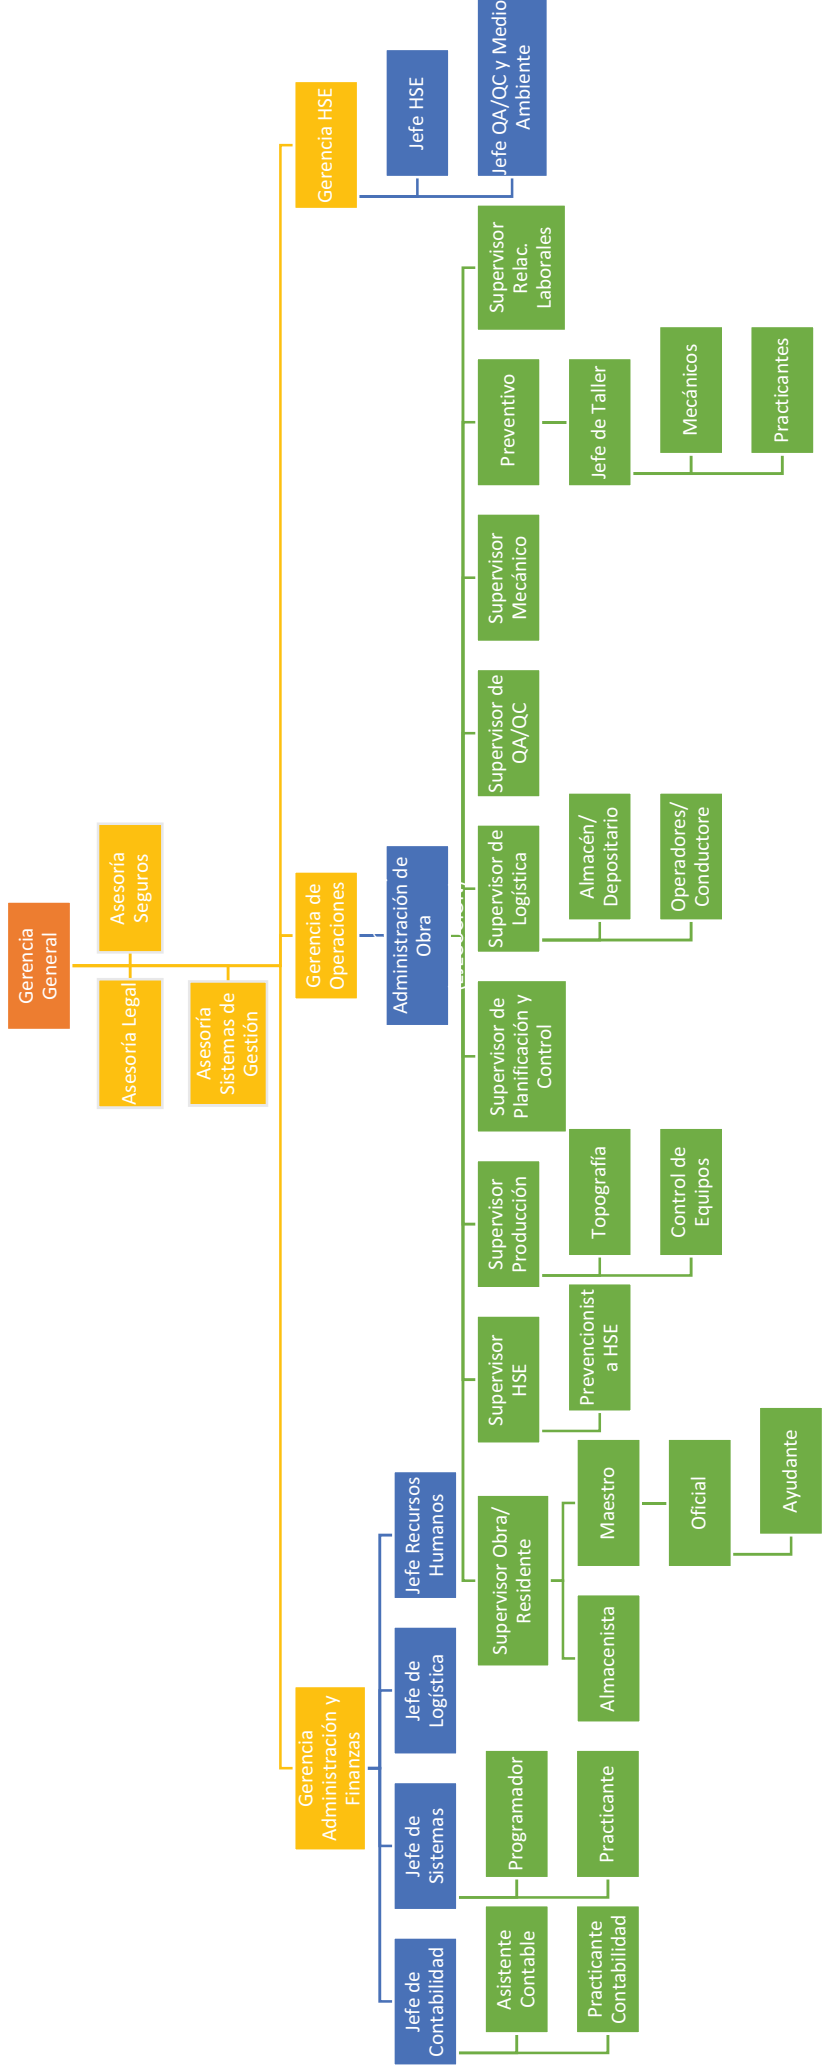 Gerencia
General
Asesoría Legal
Asesoría
Seguros
Asesoría
Sistemas de
Gestión
Gerencia
Administración y
Finanzas
Gerencia de
Operaciones
Gerencia HSE
Jefe de
Contabilidad
Jefe de
Sistemas
Jefe de
Logística
Jefe Recursos
Humanos
Administración de
Obra
Jefe HSE
Jefe QA/QC y Medio
Ambiente
Asistente
Contable
Practicante
Contabilidad
Programador
Practicante
Supervisor Obra/
Residente
Almacenista
Maestro
Oficial
Ayudante
Supervisor
HSE
Prevencionist
a HSE
Supervisor
Producción
Topografía
Control de
Equipos
Supervisor de
Planificación y
Control
Supervisor de
Logística
Almacén/
Depositario
Operadores/
Conductore
Supervisor de
QA/QC
Supervisor
Mecánico
Preventivo
Jefe de Taller
Mecánicos
Practicantes
Supervisor
Relac.
Laborales